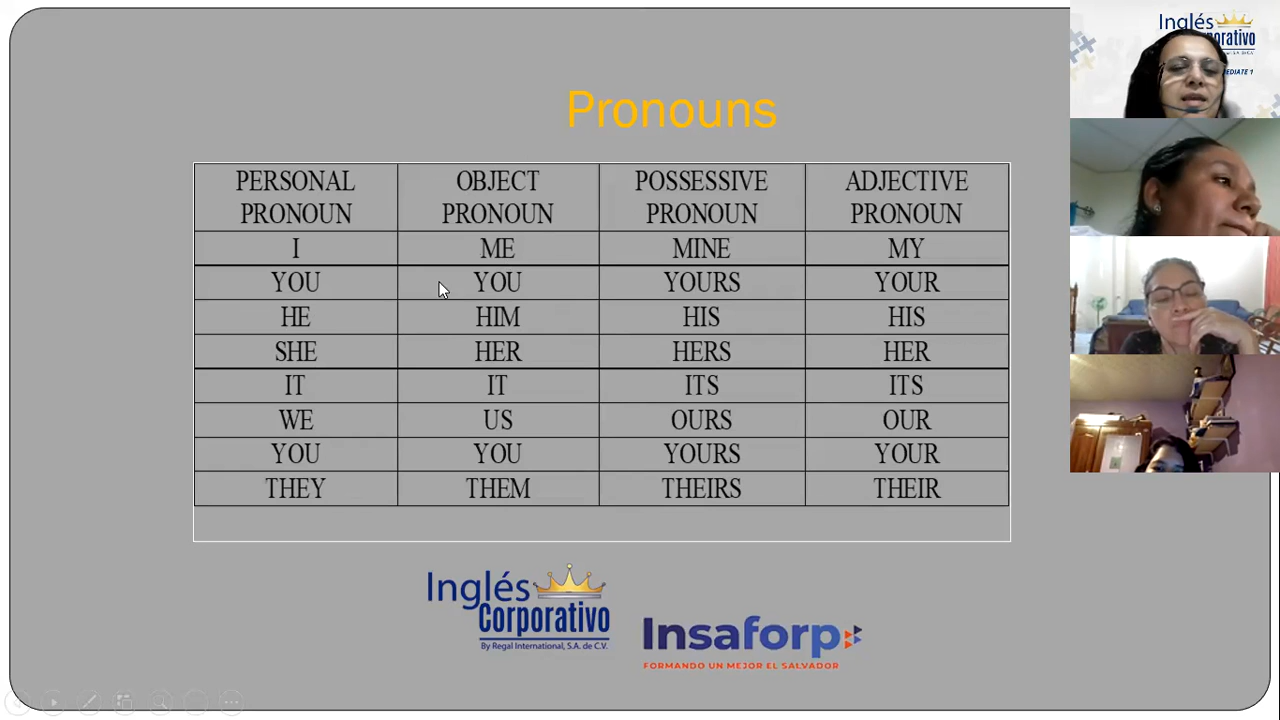 Pronouns
PERSONAL PRONOUN OBJECT PRONOUN POSSESSIVE PRONOUN ADJECTIVE PRONOUN
I ME MINE MY
YOU YOU YOURS YOUR
HE HIM HIS HIS
SHE HER HERS HER
IT IT ITS ITS
WE US OURS OUR
YOU YOU YOURS YOUR
THEY THEM THEIRS THEIR
Inglés
Corporativo
By Regal International, S.A. de C.V.
Insaforp
FORMANDO UN MEJOR EL SALVADOR
Inglés